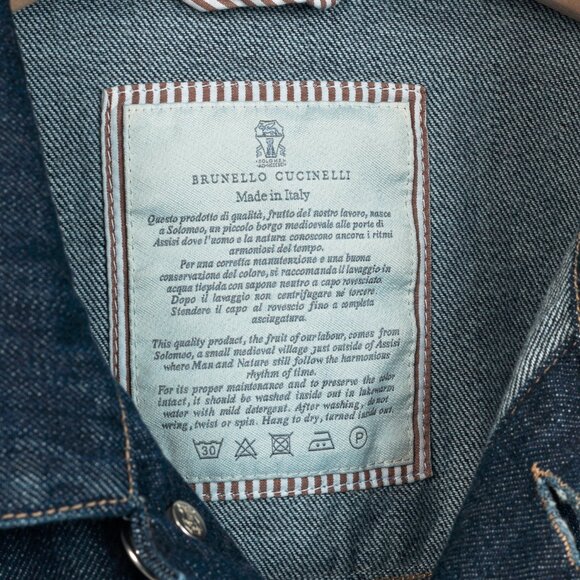 SOLOMEO
BRUNELLO CUCINELLI
Made in Italy
Questo prodotto di qualità, frutto del nostro lavoro, nasce
a Solomeo, un piccolo borgo medioevale alle porte di
Assisi dove l'uomo e la natura conoscono ancora i ritmi
armoniosi del tempo.
Per una corretta manutenzione e una buona
conservazione del colore, si raccomanda il lavaggio in
acqua tiepida con sapone neutro a capo rovesciato.
Dopo il lavaggio non centrifugare né torcere.
Stendere il capo al rovescio fino a completa
asciugatura.
This quality product, the fruit of our labour, comes from
Solomeo, a small medieval village just outside of Assisi
where Man and Nature still follow the harmonious
rhythm of time.
For its proper maintenance and to preserve the color
intact, it should be washed inside out in lukewarm
water with mild detergent. After washing, do not
wring, twist or spin. Hang to dry, turned inside out.
30 P